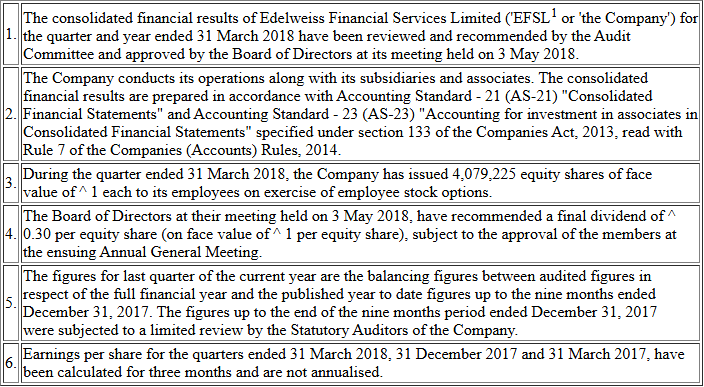 1. The consolidated financial results of Edelweiss Financial Services Limited ('EFSL1 or 'the Company') for
the quarter and year ended 31 March 2018 have been reviewed and recommended by the Audit
Committee and approved by the Board of Directors at its meeting held on 3 May 2018.
2. The Company conducts its operations along with its subsidiaries and associates. The consolidated
financial results are prepared in accordance with Accounting Standard - 21 (AS-21) "Consolidated
Financial Statements" and Accounting Standard - 23 (AS-23) "Accounting for investment in associates in
Consolidated Financial Statements" specified under section 133 of the Companies Act, 2013, read with
Rule 7 of the Companies (Accounts) Rules, 2014.
3. During the quarter ended 31 March 2018, the Company has issued 4,079,225 equity shares of face
value of ^ 1 each to its employees on exercise of employee stock options.
4. The Board of Directors at their meeting held on 3 May 2018, have recommended a final dividend of ^
0.30 per equity share (on face value of ^ 1 per equity share), subject to the approval of the members at
the ensuing Annual General Meeting.
5. The figures for last quarter of the current year are the balancing figures between audited figures in
respect of the full financial year and the published year to date figures up to the nine months ended
December 31, 2017. The figures up to the end of the nine months period ended December 31, 2017
were subjected to a limited review by the Statutory Auditors of the Company.
6. Earnings per share for the quarters ended 31 March 2018, 31 December 2017 and 31 March 2017, have
been calculated for three months and are not annualised.